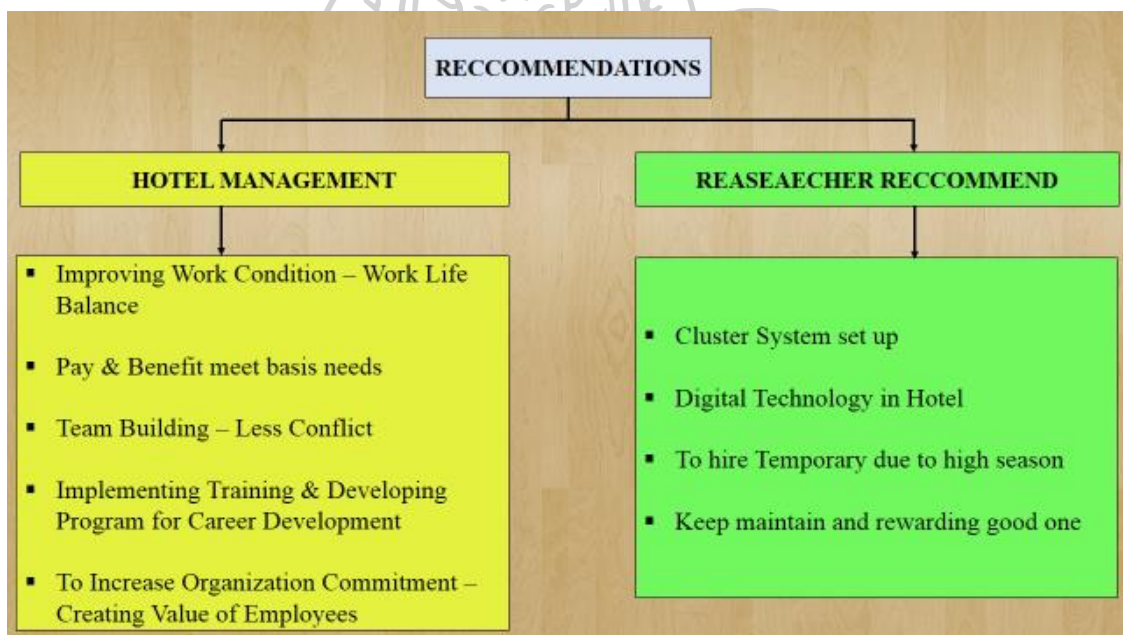 RECCOMMENDATIONS
HOTEL MANAGEMENT
▪ Improving Work Condition – Work Life
Balance
▪ Pay & Benefit meet basis needs
▪ Team Building – Less Conflict
▪ Implementing Training & Developing
Program for Career Development
▪ To Increase Organization Commitment –
Creating Value of Employees
REASEAECHER RECCOMMEND
▪ Cluster System set up
▪ Digital Technology in Hotel
▪ To hire Temporary due to high season
▪ Keep maintain and rewarding good one